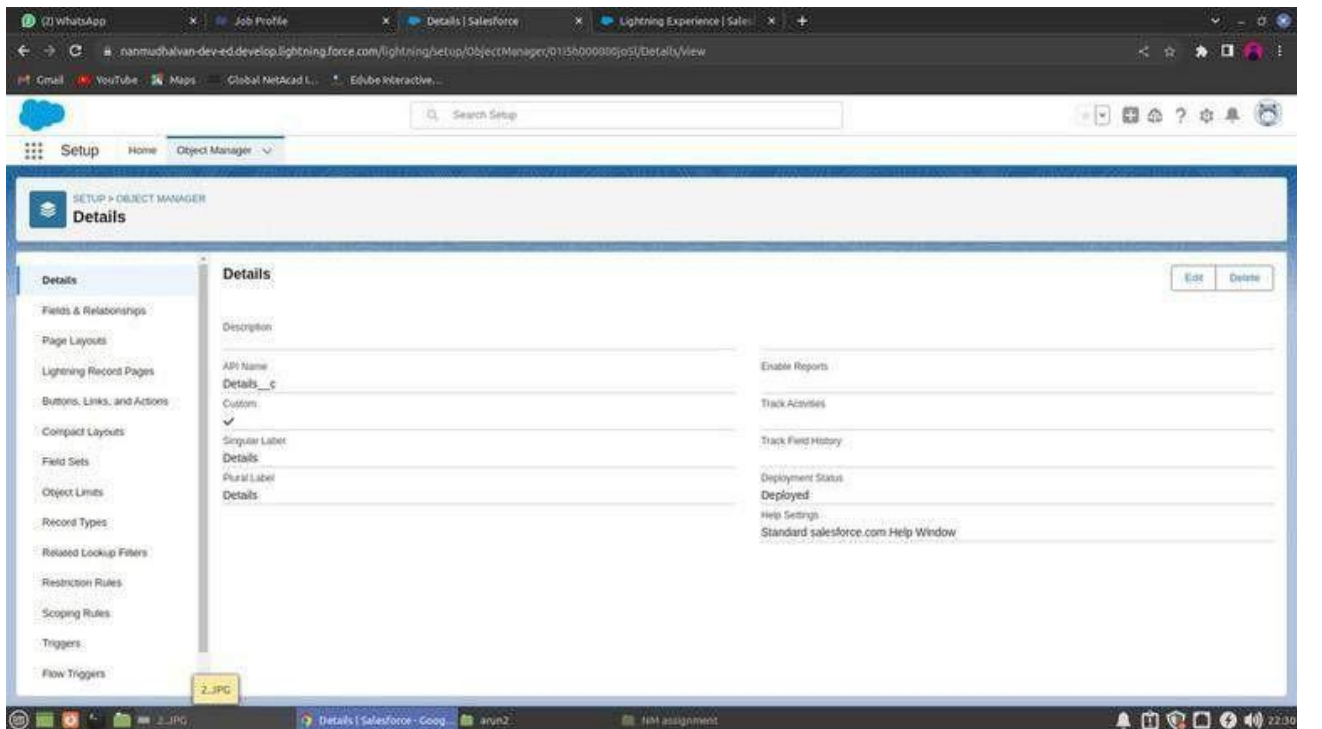 (2) WhatsApp
Job Profile
Details | Salesforce
Lightning Experience | Sales
nanmudhalvan-dev-ed.develop.lightning.force.com/lightning/setup/ObjectManager/
/Details/view
Gmail YouTube Maps Global NetAcad I... Edube Interactive...
Search Setup
Setup Home Object Manager
SETUP > OBJECT MANAGER
Details
Details
Fields & Relationships
Page Layouts
Lightning Record Pages
Buttons, Links, and Actions
Compact Layouts
Field Sets
Object Limits
Record Types
Related Lookup Filters
Restriction Rules
Scoping Rules
Triggers
Flow Triggers
Details
Edit Delete
Description
API Name
Details__c
Custom
Singular Label
Details
Plural Label
Details
Enable Reports
Track Activities
Track Field History
Deployment Status
Deployed
Help Settings
Standard salesforce.com Help Window
2..JPG
2..JPG
Details | Salesforce - Goog...
arun2
NM assignment
22:30